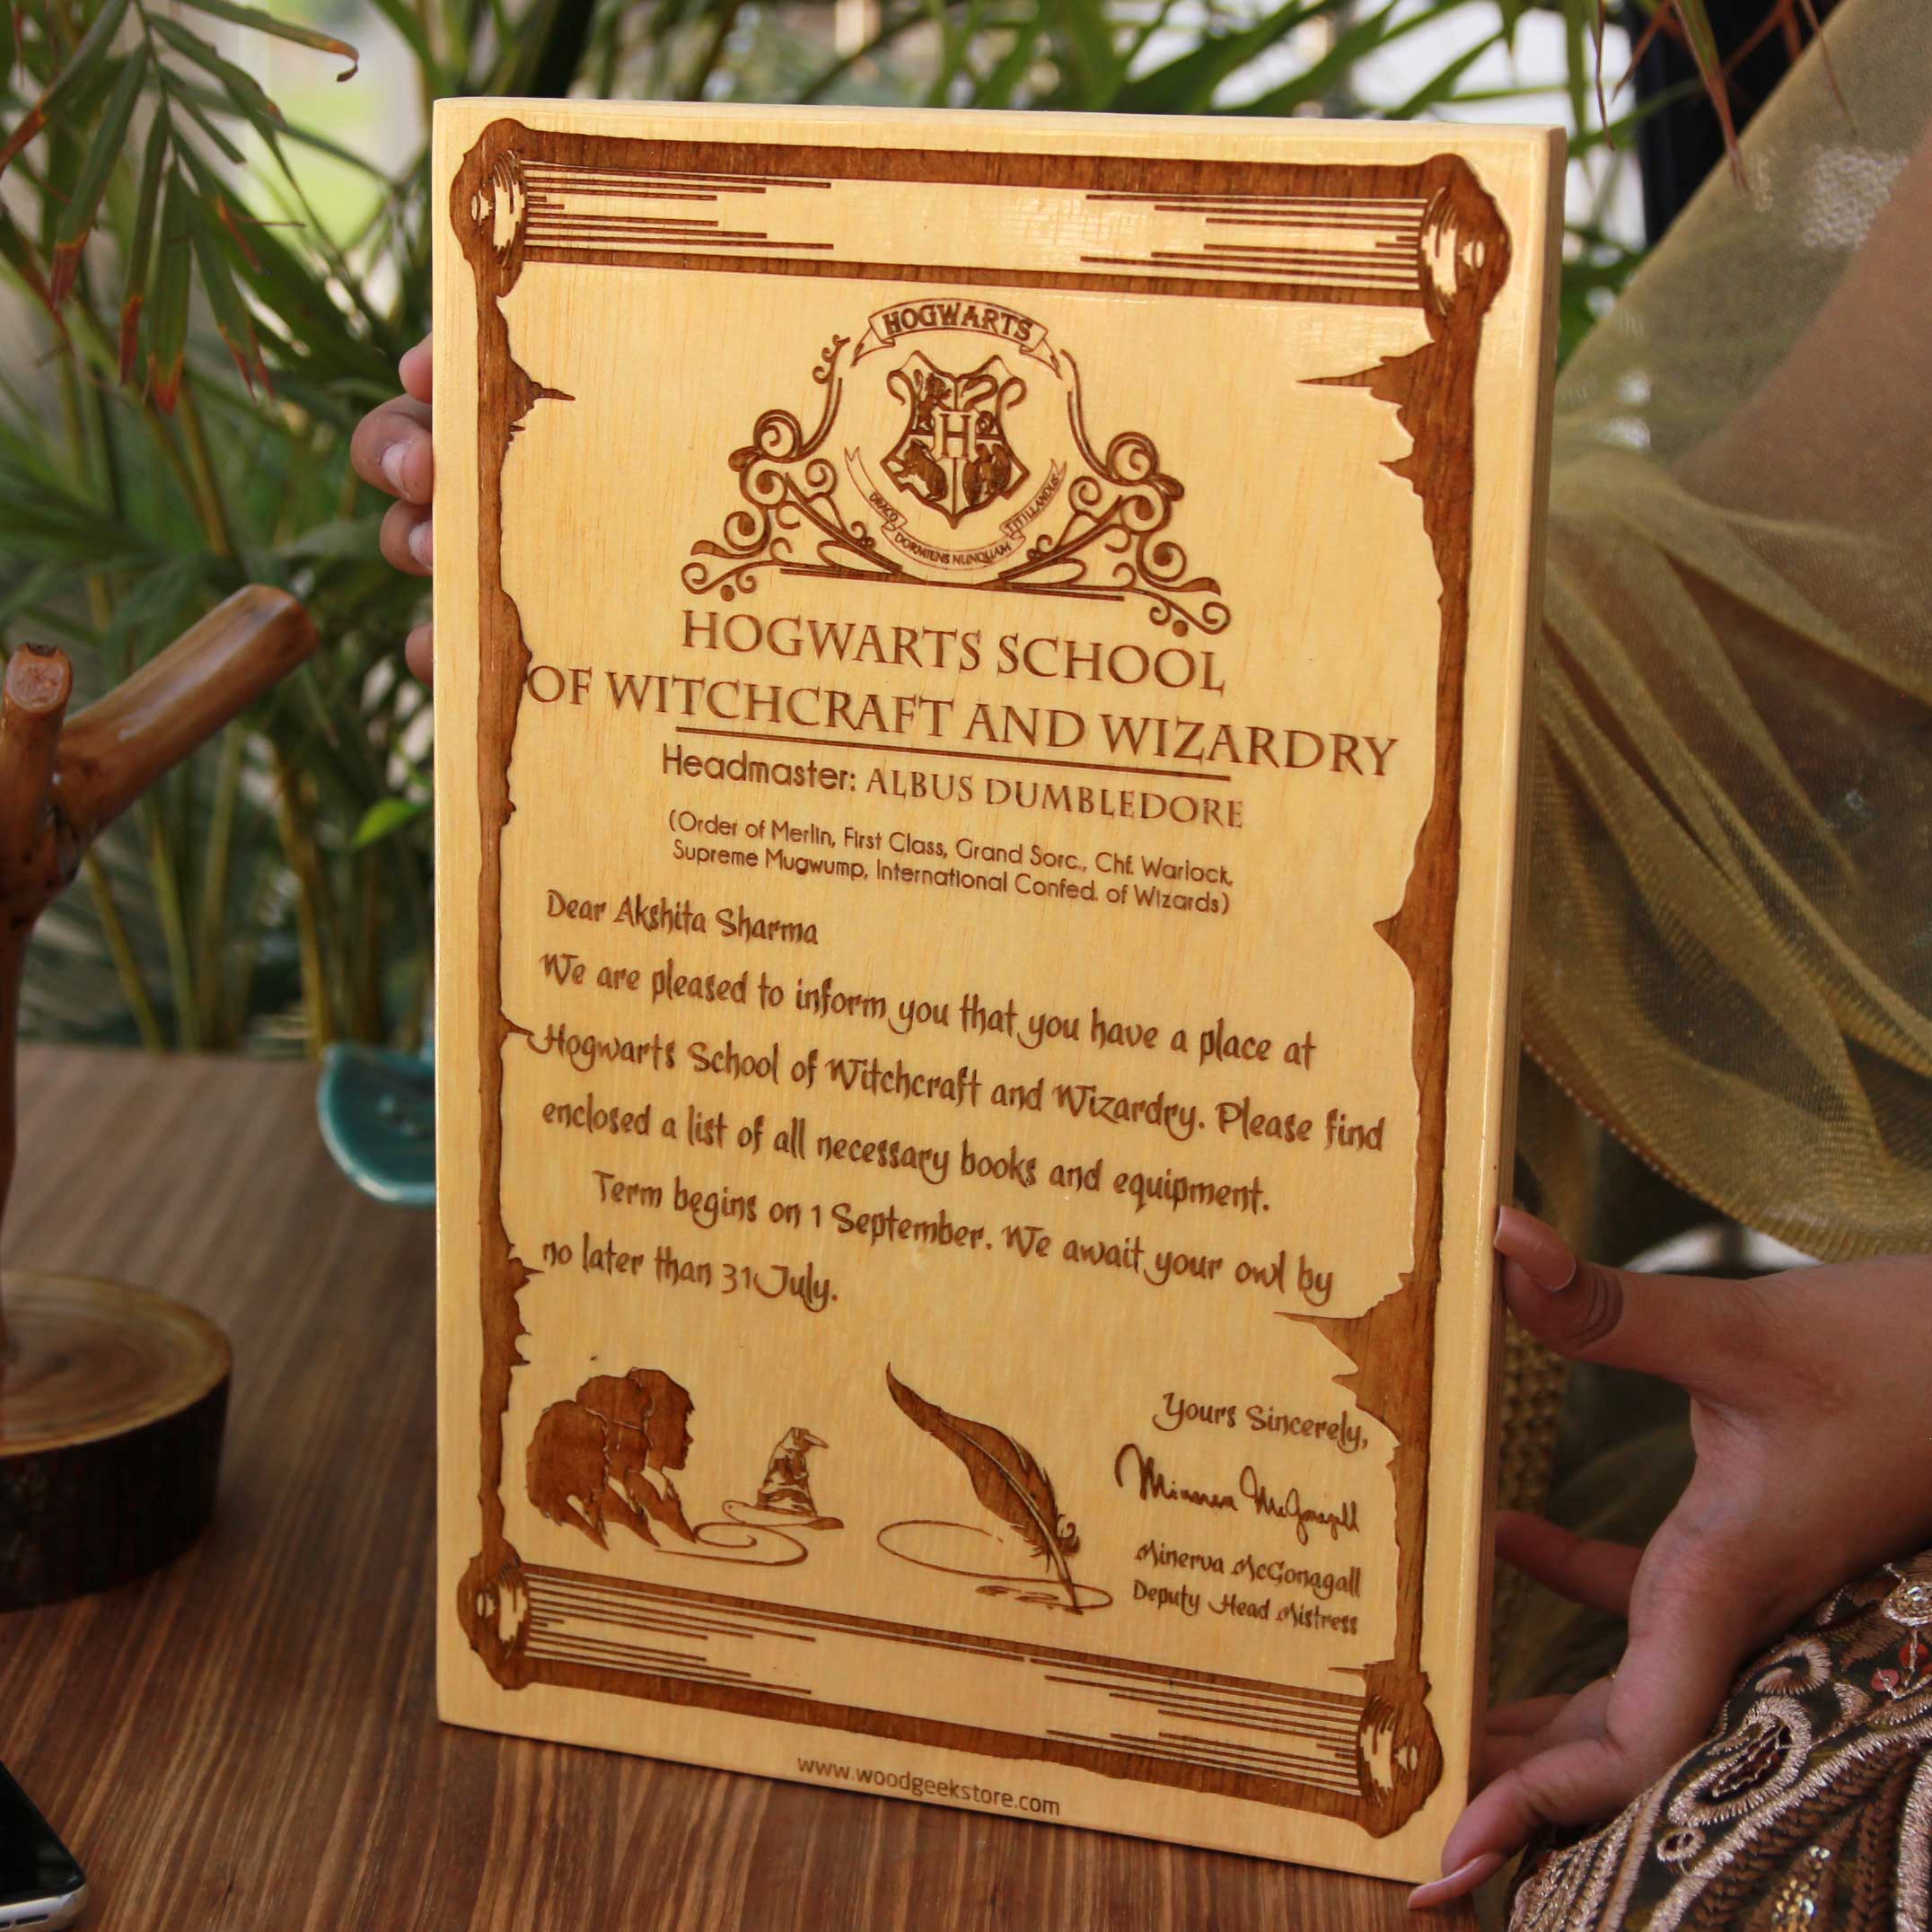 HOGWARTS
H
DRACO DORMIENS NUNQUAM TITILLANDUS
HOGWARTS SCHOOL
OF WITCHCRAFT AND WIZARDRY
Headmaster: ALBUS DUMBLEDORE
(Order of Merlin, First Class, Grand Sorc., Chf. Warlock,
Supreme Mugwump, International Confed. of Wizards)
Dear Akshita Sharma
We are pleased to inform you that you have a place at
Hogwarts School of Witchcraft and Wizardry. Please find
enclosed a list of all necessary books and equipment.
Term begins on 1 September. We await your owl by
no later than 31 July.
Yours Sincerely,
Minerva McGonagall
Minerva McGonagall
Deputy Head Mistress
www.woodgeekstore.com